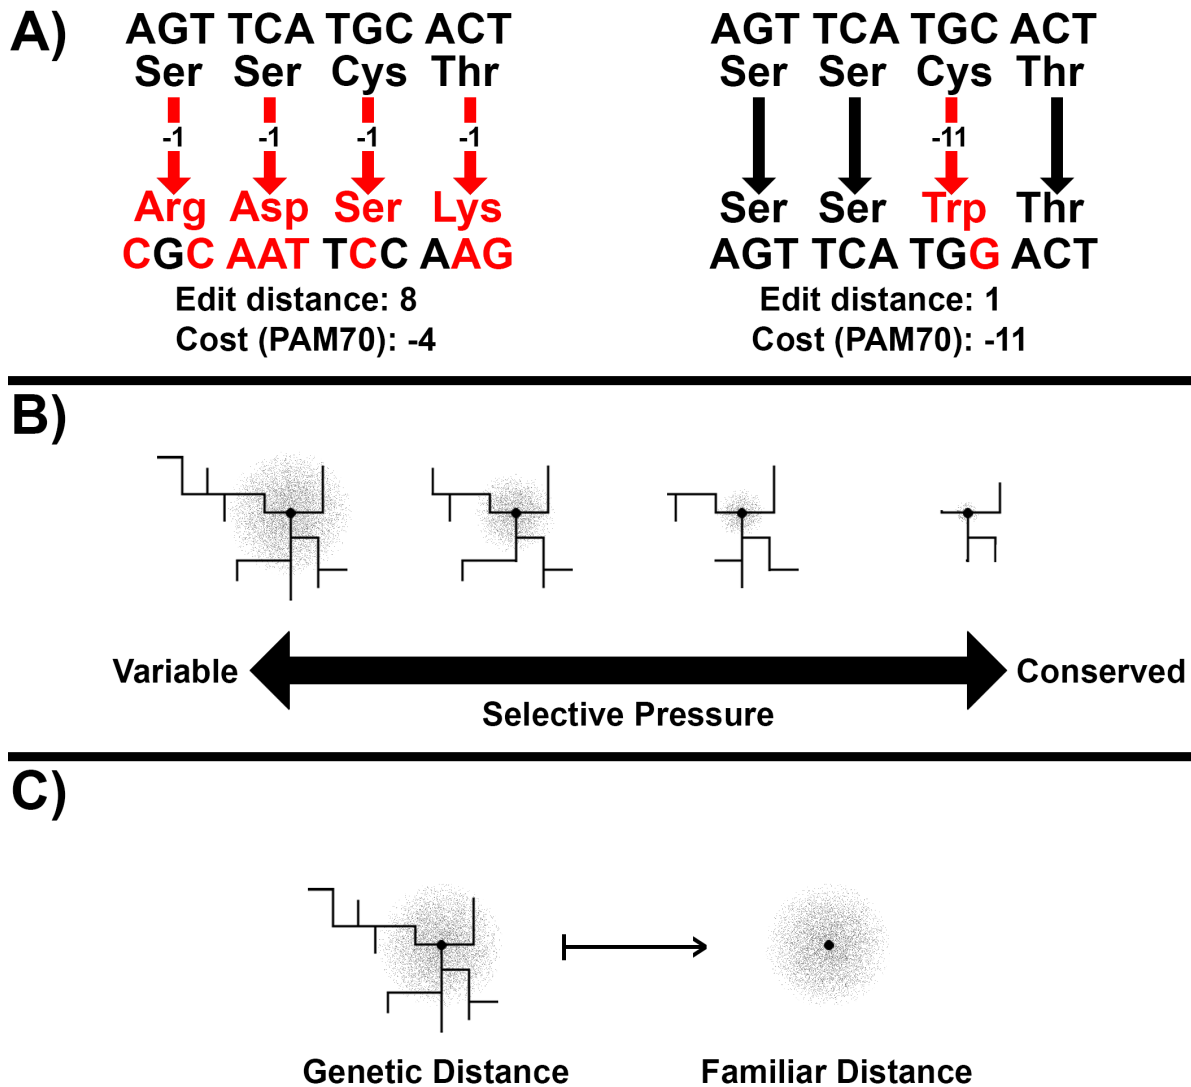 A)
AGT TCA TGC ACT
Ser Ser Cys Thr
-1 -1 -1 -1
Arg Asp Ser Lys
CGC AAT TCC AAG
Edit distance: 8
Cost (PAM70): -4
AGT TCA TGC ACT
Ser Ser Cys Thr
-11
Ser Ser Trp Thr
AGT TCA TGG ACT
Edit distance: 1
Cost (PAM70): -11
B)
Variable
Conserved
Selective Pressure
C)
Genetic Distance
Familiar Distance